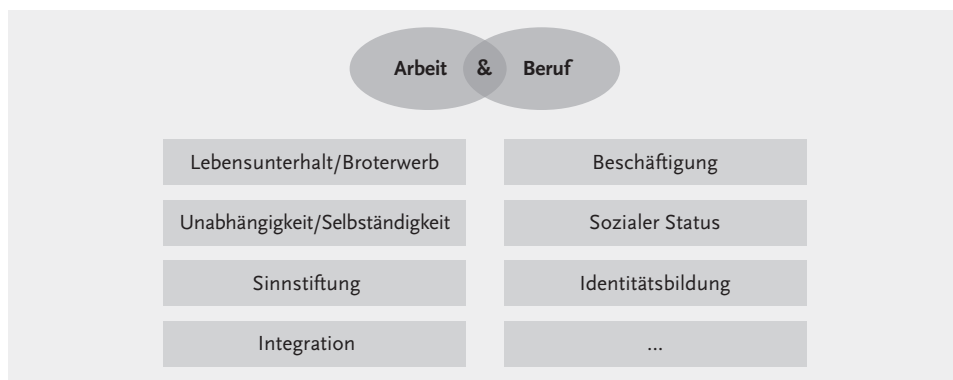 Arbeit & Beruf
Lebensunterhalt/Broterwerb
Beschäftigung
Unabhängigkeit/Selbständigkeit
Sozialer Status
Sinnstiftung
Identitätsbildung
Integration
...